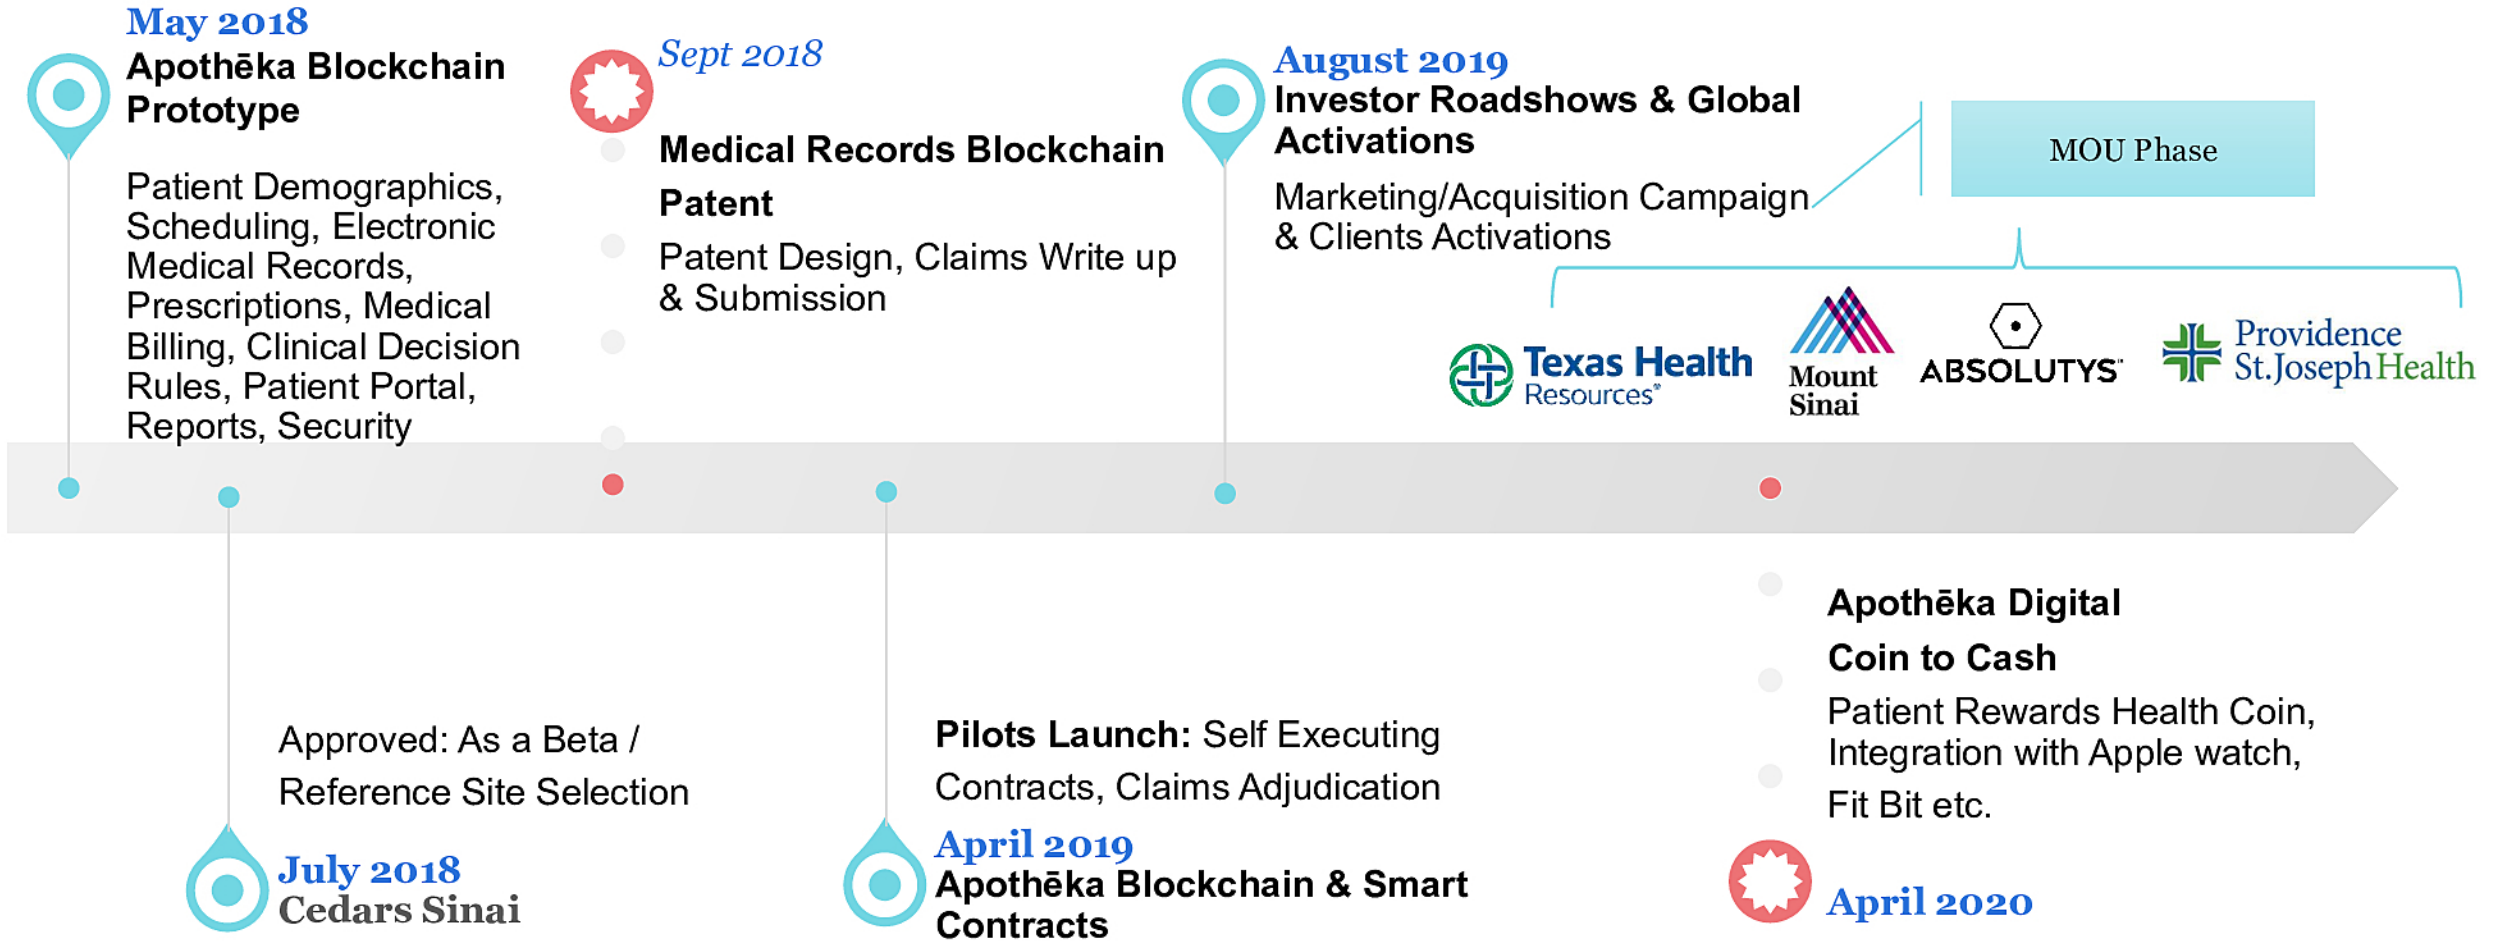 May 2018
Apothēka Blockchain
Prototype
Patient Demographics,
Scheduling, Electronic
Medical Records,
Prescriptions, Medical
Billing, Clinical Decision
Rules, Patient Portal,
Reports, Security
Sept 2018
Medical Records Blockchain
Patent
Patent Design, Claims Write up
& Submission
August 2019
Investor Roadshows & Global
Activations
Marketing/Acquisition Campaign
& Clients Activations
MOU Phase
Texas Health
Resources®
Mount
Sinai
ABSOLUTYS™
Providence
St.Joseph Health
Approved: As a Beta /
Reference Site Selection
July 2018
Cedars Sinai
Pilots Launch: Self Executing
Contracts, Claims Adjudication
April 2019
Apothēka Blockchain & Smart
Contracts
Apothēka Digital
Coin to Cash
Patient Rewards Health Coin,
Integration with Apple watch,
Fit Bit etc.
April 2020